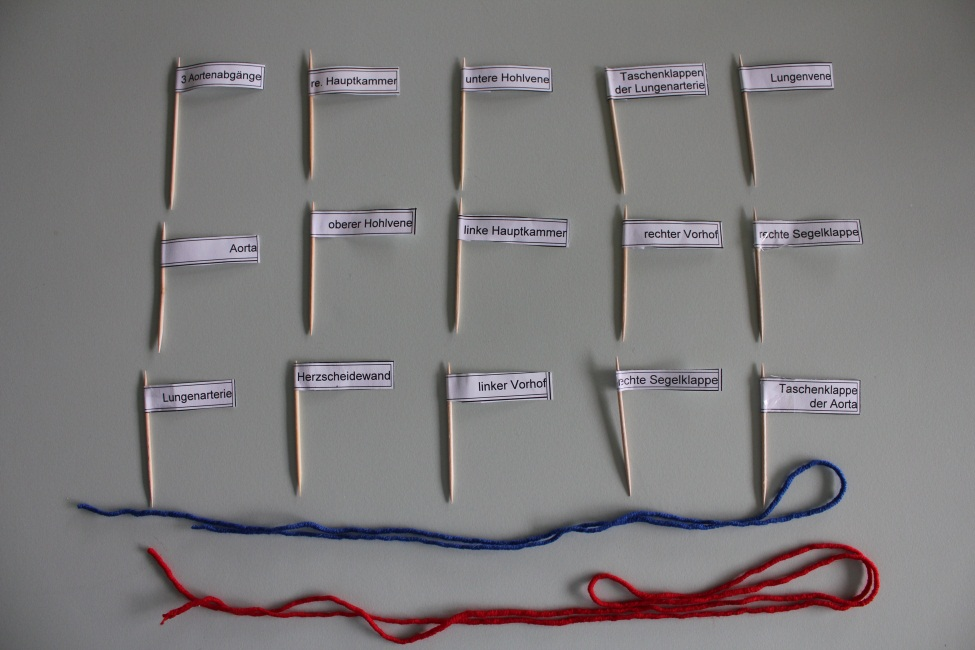 3 Aortenabgänge
re. Hauptkammer
untere Hohlvene
Taschenklappen
der Lungenarterie
Lungenvene
Aorta
oberer Hohlvene
linke Hauptkammer
rechter Vorhof
rechte Segelklappe
Lungenarterie
Herzscheidewand
linker Vorhof
echte Segelklappe
Taschenklappe
der Aorta